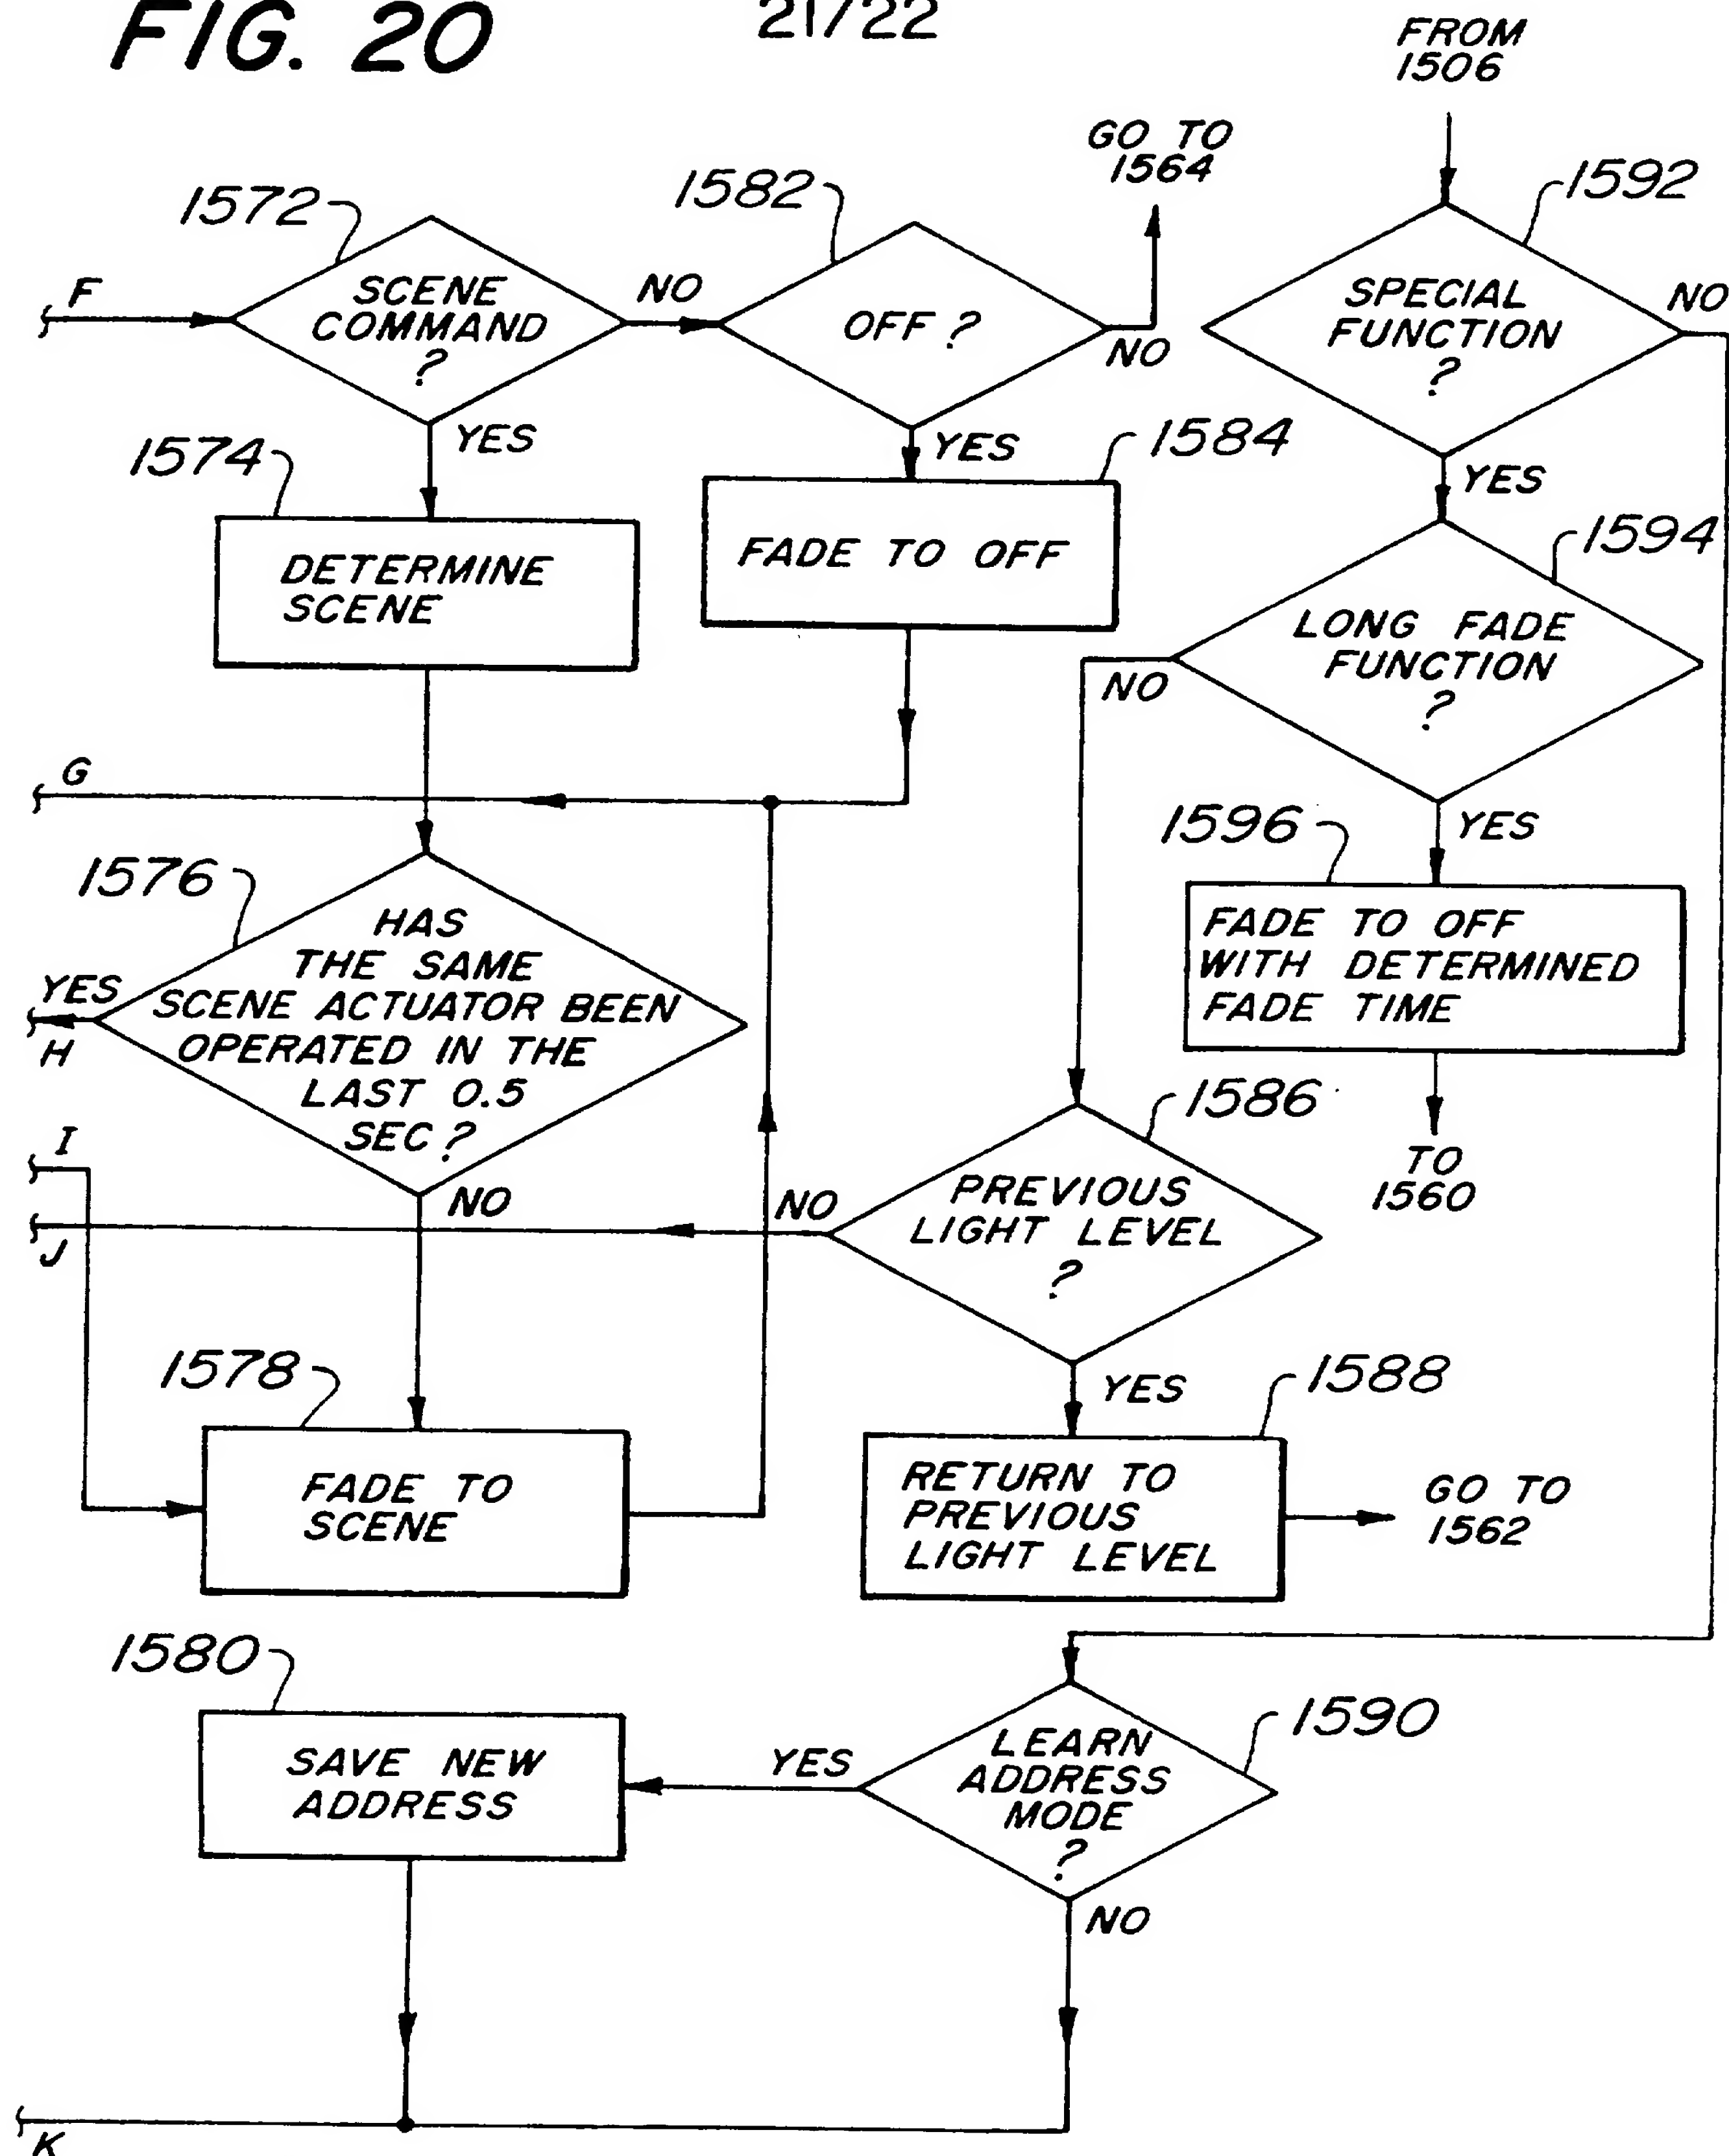 FIG. 20
21/22
FROM
1506
GO TO
1564
1572
1582
1592
F
SCENE
COMMAND
?
NO
OFF ?
NO
SPECIAL
FUNCTION
?
NO
YES
YES
YES
1574
1584
1594
DETERMINE
SCENE
FADE TO OFF
LONG FADE
FUNCTION
?
NO
YES
G
1596
FADE TO OFF
WITH DETERMINED
FADE TIME
TO
1560
1576
HAS
THE SAME
SCENE ACTUATOR BEEN
OPERATED IN THE
LAST 0.5
SEC ?
YES
H
NO
I
J
1586
PREVIOUS
LIGHT LEVEL
?
NO
YES
1578
FADE TO
SCENE
1588
RETURN TO
PREVIOUS
LIGHT LEVEL
GO TO
1562
1580
SAVE NEW
ADDRESS
1590
LEARN
ADDRESS
MODE
?
YES
NO
K